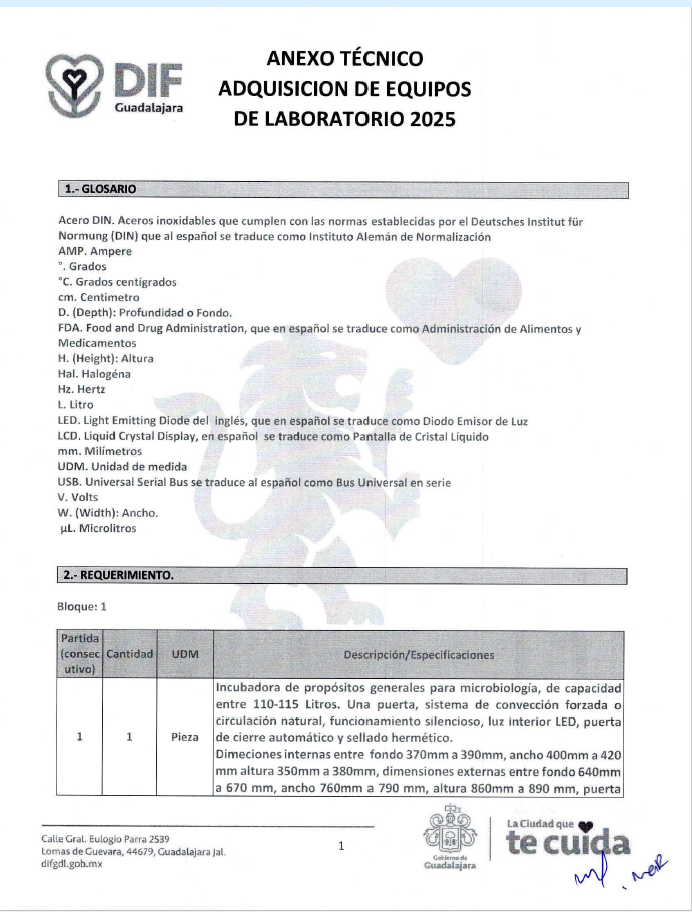 DIF
Guadalajara
ANEXO TÉCNICO
ADQUISICION DE EQUIPOS
DE LABORATORIO 2025
1.- GLOSARIO
Acero DIN. Aceros inoxidables que cumplen con las normas establecidas por el Deutsches Institut für
Normung (DIN) que al español se traduce como Instituto Alemán de Normalización
AMP. Ampere
°. Grados
°C. Grados centígrados
cm. Centimetro
D. (Depth): Profundidad o Fondo.
FDA. Food and Drug Administration, que en español se traduce como Administración de Alimentos y
Medicamentos
H. (Height): Altura
Hal. Halogéna
Hz. Hertz
L. Litro
LED. Light Emitting Diode del inglés, que en español se traduce como Diodo Emisor de Luz
LCD. Liquid Crystal Display, en español se traduce como Pantalla de Cristal Líquido
mm. Milímetros
UDM. Unidad de medida
USB. Universal Serial Bus se traduce al español como Bus Universal en serie
V. Volts
W. (Width): Ancho.
µL. Microlitros
2.- REQUERIMIENTO.
Bloque: 1
Partida
(consec
utivo)
Cantidad
UDM
Descripción/Especificaciones
1
1
Pieza
Incubadora de propósitos generales para microbiología, de capacidad
entre 110-115 Litros. Una puerta, sistema de convección forzada o
circulación natural, funcionamiento silencioso, luz interior LED, puerta
de cierre automático y sellado hermético.
Dimeciones internas entre fondo 370mm a 390mm, ancho 400mm a 420
mm altura 350mm a 380mm, dimensiones externas entre fondo 640mm
a 670 mm, ancho 760mm a 790 mm, altura 860mm a 890 mm, puerta
Calle Gral. Eulogio Parra 2539
Lomas de Guevara, 44679, Guadalajara Jal.
difgdl.gob.mx
1
Gobierno de
Guadalajara
La Ciudad que
te cuida